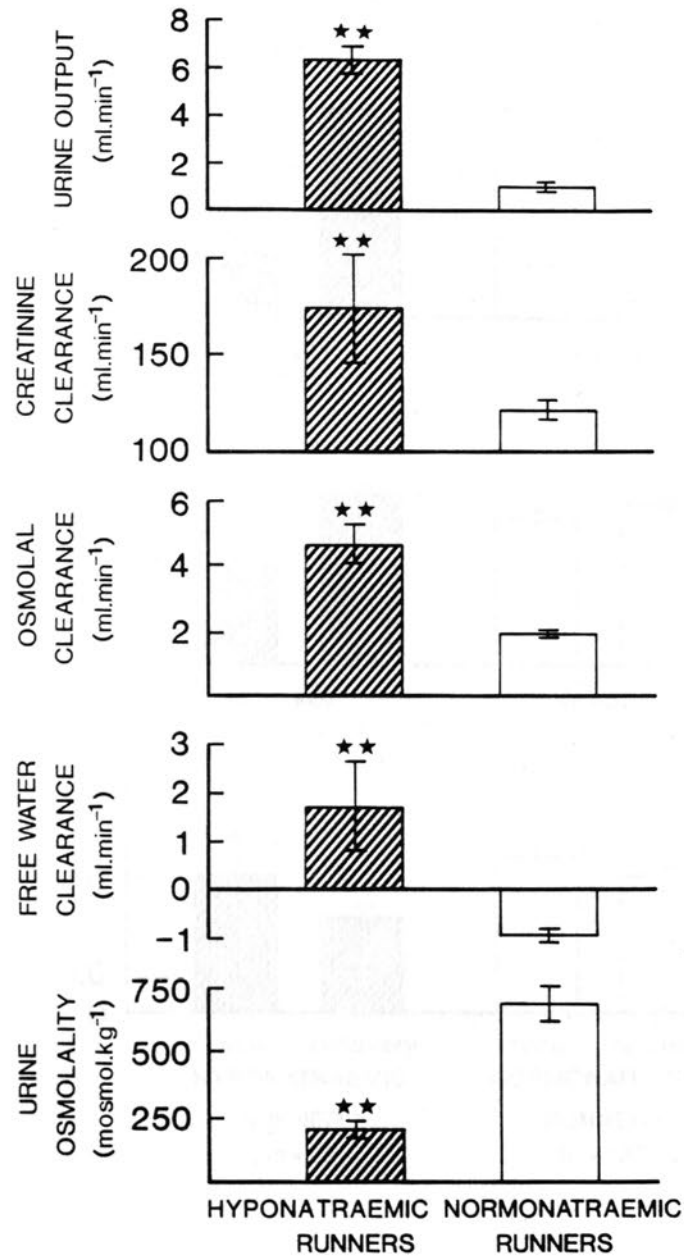 URINE OUTPUT
(ml.min⁻¹)
8
6
4
2
0
★★
CREATININE
CLEARANCE
(ml.min⁻¹)
200
150
100
★★
OSMOLAL
CLEARANCE
(ml.min⁻¹)
6
4
2
★★
FREE WATER
CLEARANCE
(ml.min⁻¹)
3
2
1
0
-1
★★
URINE
OSMOLALITY
(mosmol.kg⁻¹)
750
500
250
★★
HYPONATRAEMIC NORMONATRAEMIC
RUNNERS RUNNERS